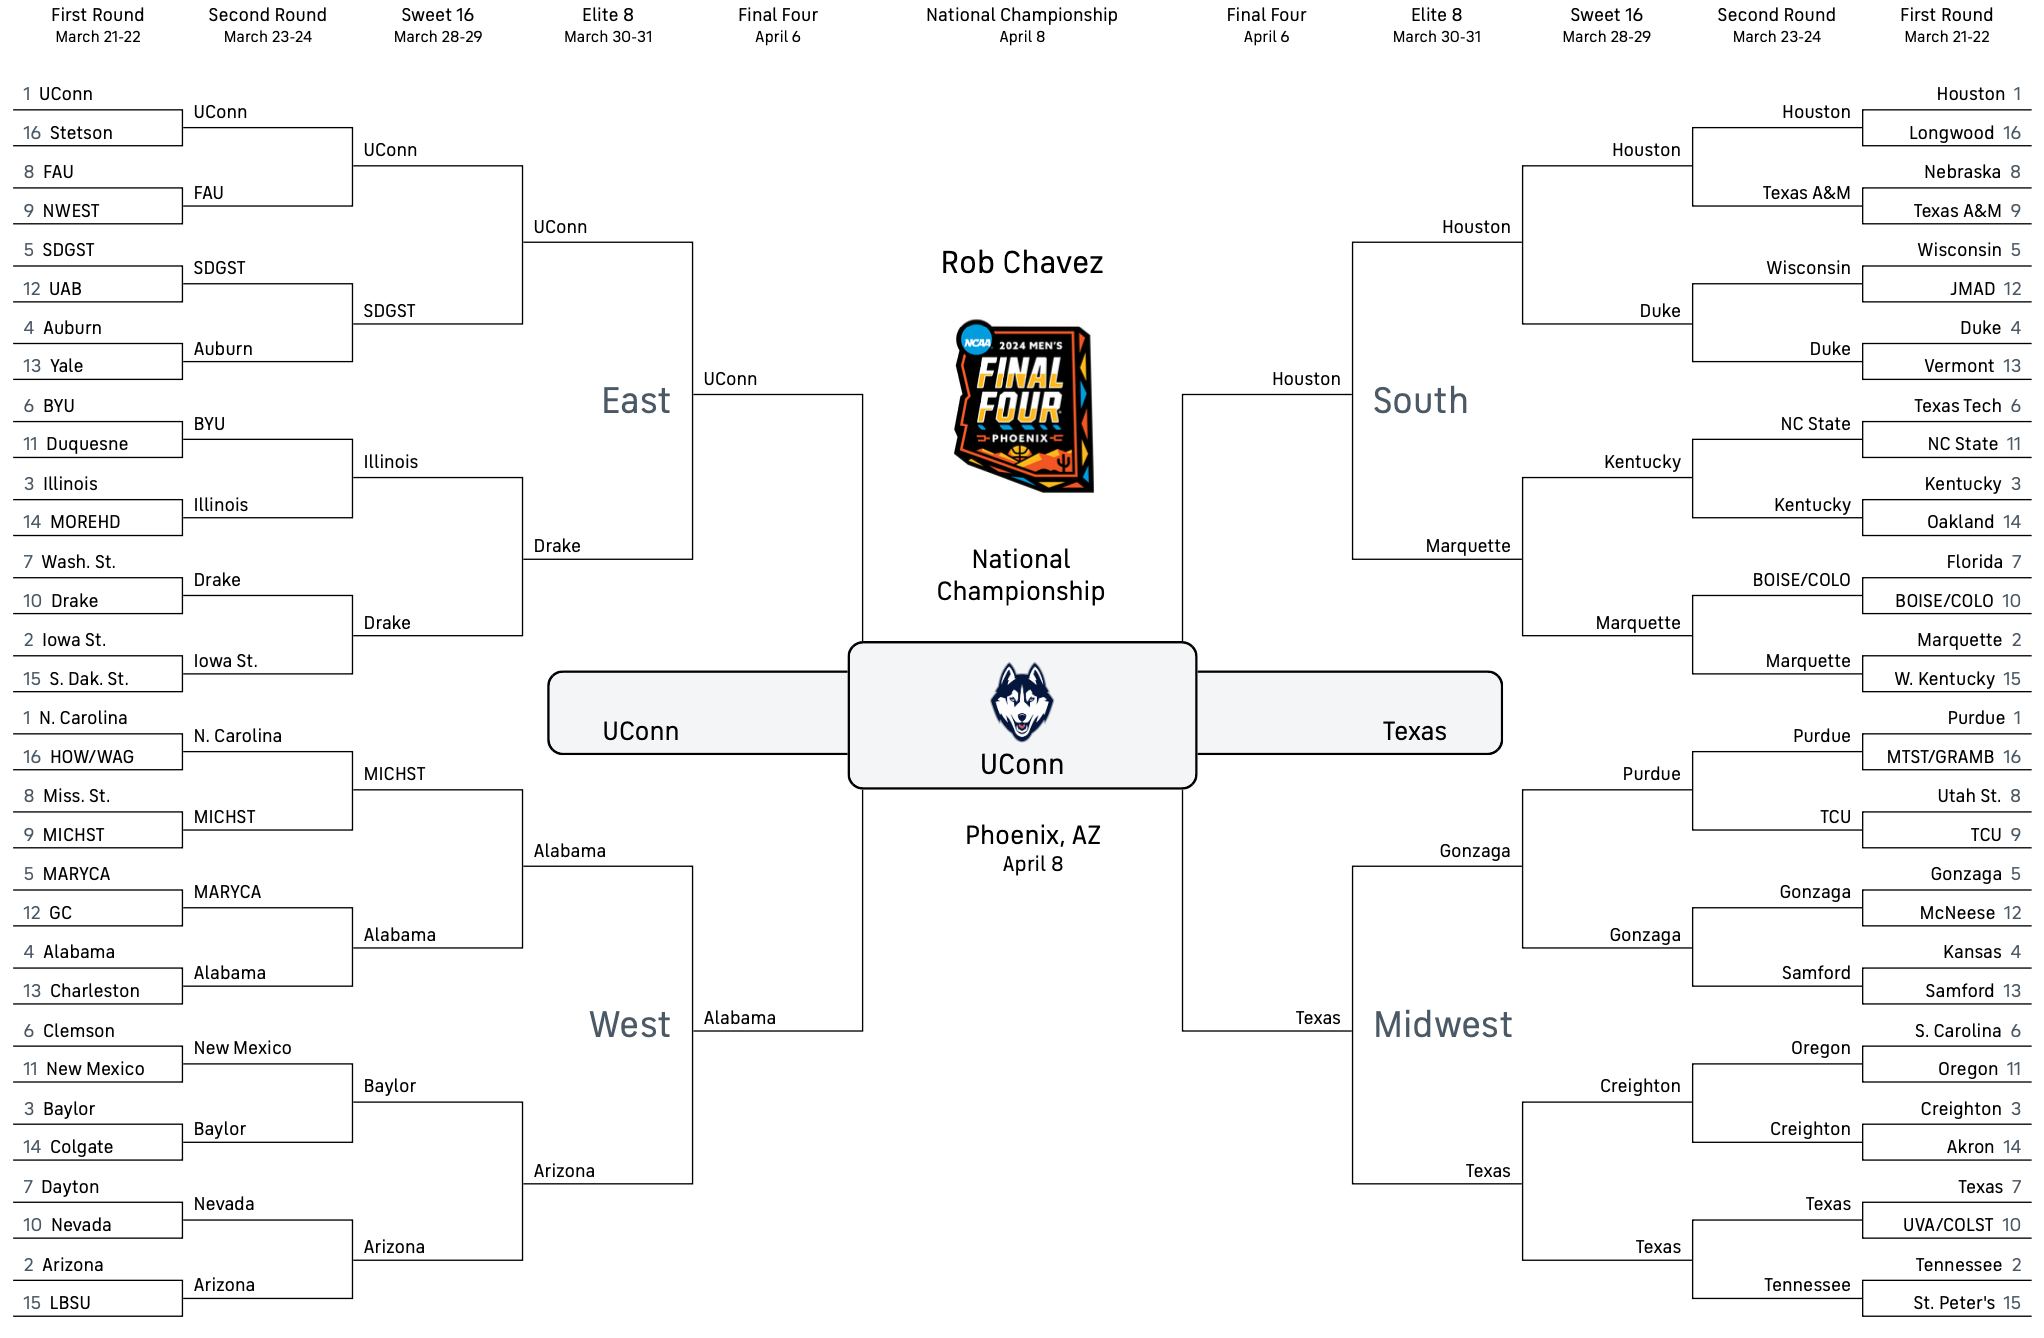 First Round
March 21-22
Second Round
March 23-24
Sweet 16
March 28-29
Elite 8
March 30-31
Final Four
April 6
National Championship
April 8
Final Four
April 6
Elite 8
March 30-31
Sweet 16
March 28-29
Second Round
March 23-24
First Round
March 21-22
1 UConn
16 Stetson
8 FAU
9 NWEST
5 SDGST
12 UAB
4 Auburn
13 Yale
6 BYU
11 Duquesne
3 Illinois
14 MOREHD
7 Wash. St.
10 Drake
2 Iowa St.
15 S. Dak. St.
UConn
FAU
SDGST
Auburn
BYU
Illinois
Drake
Iowa St.
UConn
SDGST
Illinois
Drake
UConn
Drake
East
UConn
1 N. Carolina
16 HOW/WAG
8 Miss. St.
9 MICHST
5 MARYCA
12 GC
4 Alabama
13 Charleston
6 Clemson
11 New Mexico
3 Baylor
14 Colgate
7 Dayton
10 Nevada
2 Arizona
15 LBSU
N. Carolina
MICHST
MARYCA
Alabama
New Mexico
Baylor
Nevada
Arizona
MICHST
Alabama
Baylor
Arizona
Alabama
Arizona
West
Alabama
Rob Chavez
NCAA
2024 MEN'S
FINAL
FOUR
PHOENIX
National
Championship
UConn
UConn
Texas
Phoenix, AZ
April 8
Houston
South
Houston
Marquette
Houston
Duke
Kentucky
Marquette
Houston
Texas A&M
Wisconsin
Duke
NC State
Kentucky
BOISE/COLO
Marquette
Houston 1
Longwood 16
Nebraska 8
Texas A&M 9
Wisconsin 5
JMAD 12
Duke 4
Vermont 13
Texas Tech 6
NC State 11
Kentucky 3
Oakland 14
Florida 7
BOISE/COLO 10
Marquette 2
W. Kentucky 15
Texas
Midwest
Gonzaga
Texas
Purdue
Gonzaga
Creighton
Texas
Purdue
TCU
Gonzaga
Samford
Oregon
Creighton
Texas
Tennessee
Purdue 1
MTST/GRAMB 16
Utah St. 8
TCU 9
Gonzaga 5
McNeese 12
Kansas 4
Samford 13
S. Carolina 6
Oregon 11
Creighton 3
Akron 14
Texas 7
UVA/COLST 10
Tennessee 2
St. Peter's 15